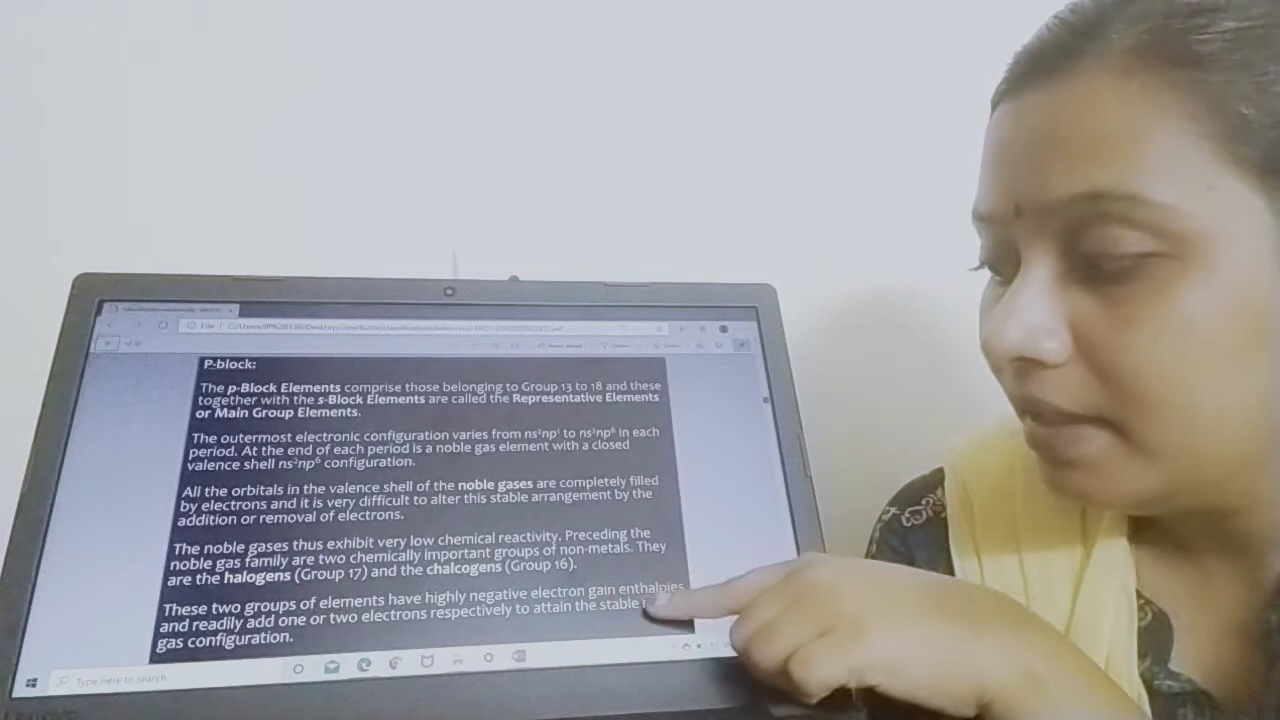 File
P-block:
The p-Block Elements comprise those belonging to Group 13 to 18 and these
together with the s-Block Elements are called the Representative Elements
or Main Group Elements.
The outermost electronic configuration varies from ns²np¹ to ns²np⁶ in each
period. At the end of each period is a noble gas element with a closed
valence shell ns²np⁶ configuration.
All the orbitals in the valence shell of the noble gases are completely filled
by electrons and it is very difficult to alter this stable arrangement by the
addition or removal of electrons.
The noble gases thus exhibit very low chemical reactivity. Preceding the
noble gas family are two chemically important groups of non-metals. They
are the halogens (Group 17) and the chalcogens (Group 16).
These two groups of elements have highly negative electron gain enthalpies
and readily add one or two electrons respectively to attain the stable
gas configuration.
Type here to search